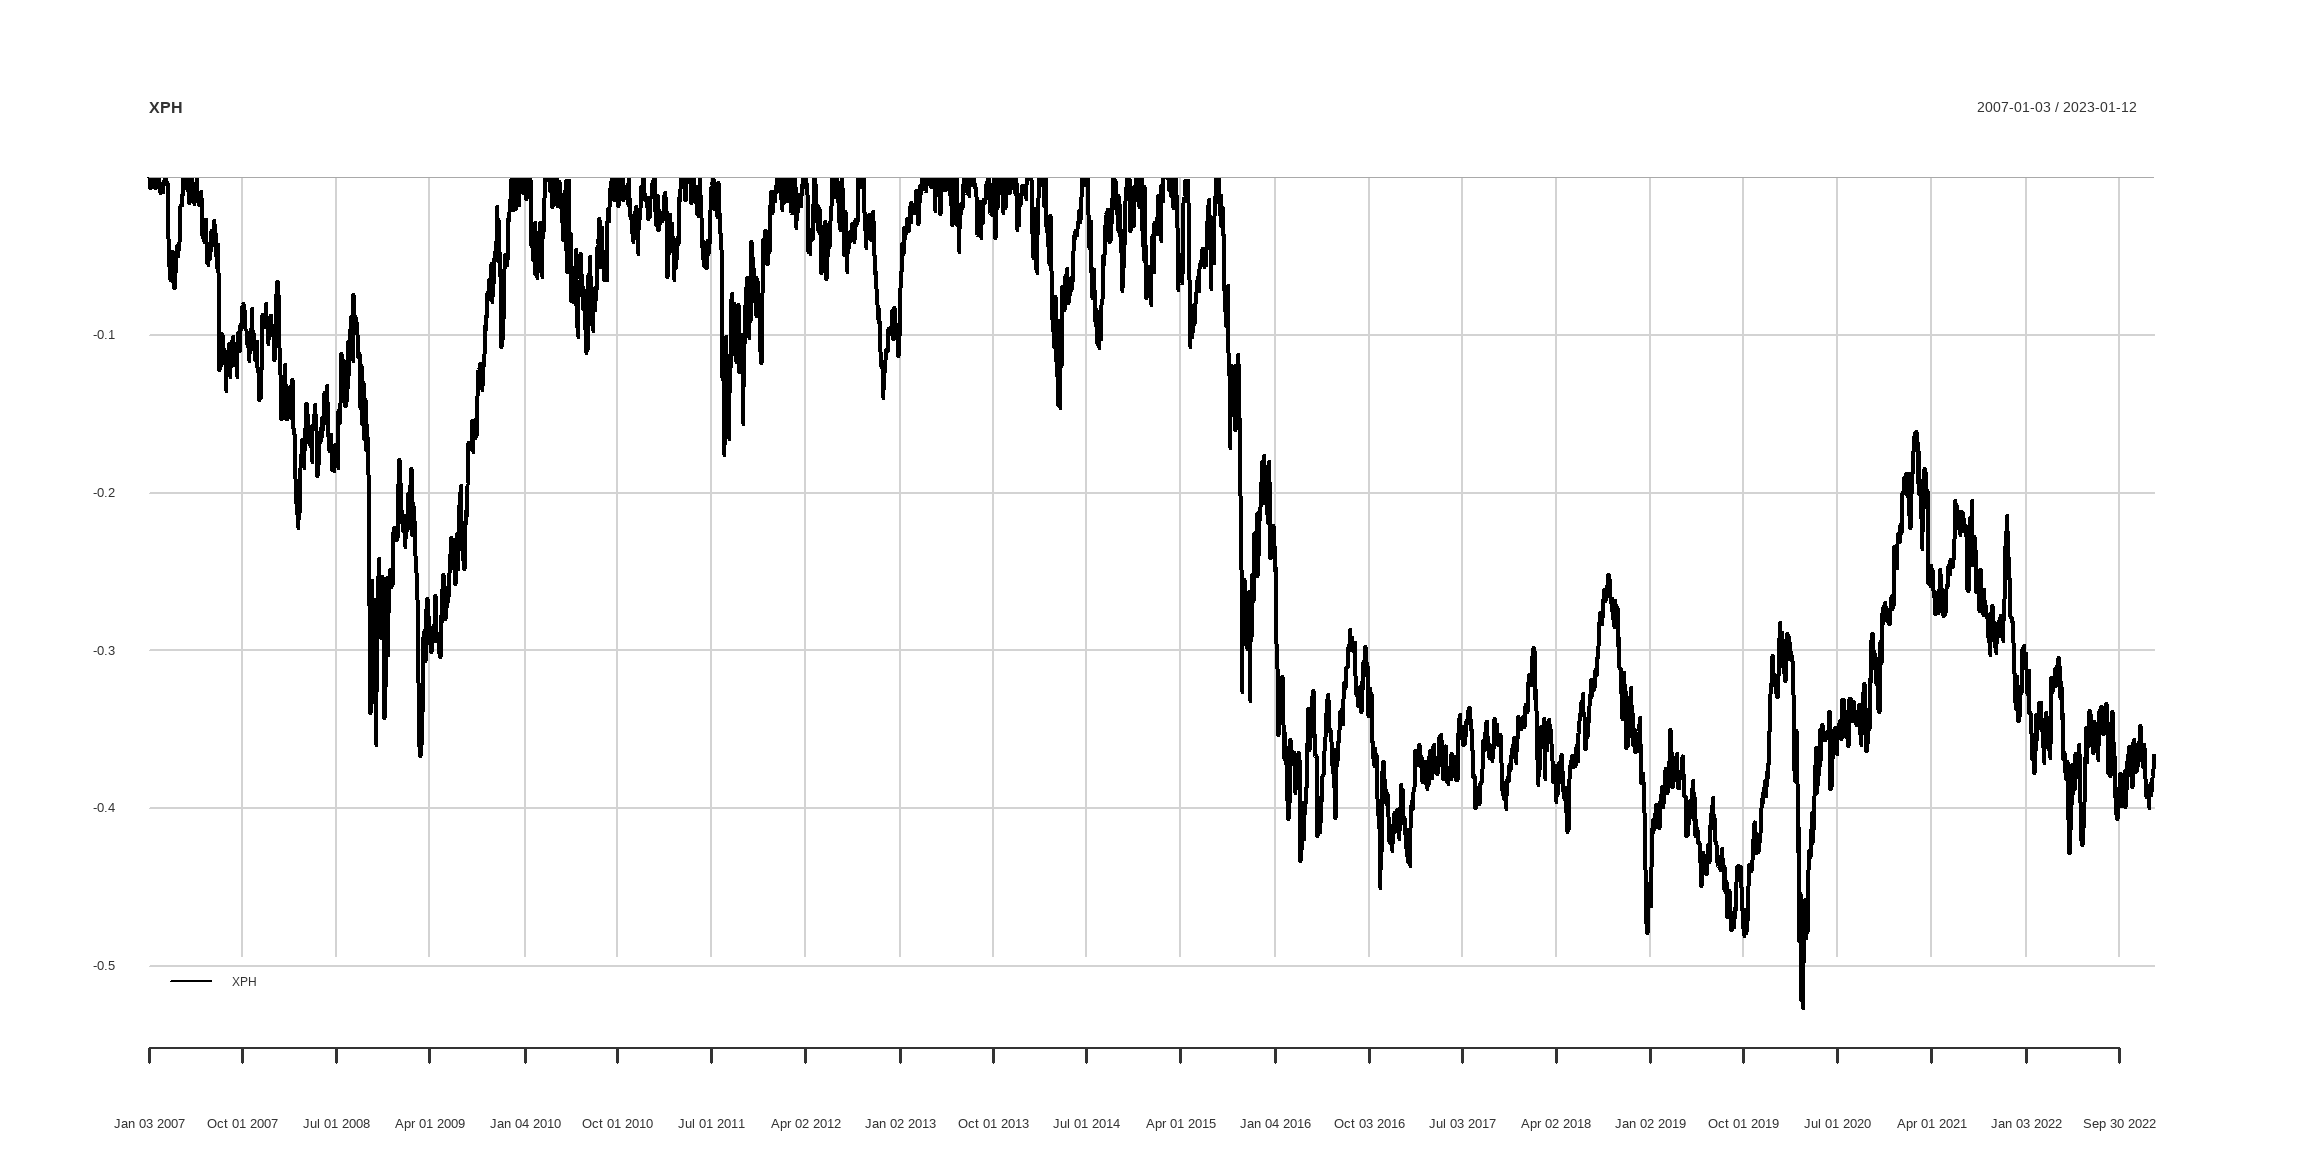 XPH
2007-01-03 / 2023-01-12
-0.1
-0.2
-0.3
-0.4
-0.5
XPH
Jan 03 2007 Oct 01 2007 Jul 01 2008 Apr 01 2009 Jan 04 2010 Oct 01 2010 Jul 01 2011 Apr 02 2012 Jan 02 2013 Oct 01 2013 Jul 01 2014 Apr 01 2015 Jan 04 2016 Oct 03 2016 Jul 03 2017 Apr 02 2018 Jan 02 2019 Oct 01 2019 Jul 01 2020 Apr 01 2021 Jan 03 2022 Sep 30 2022